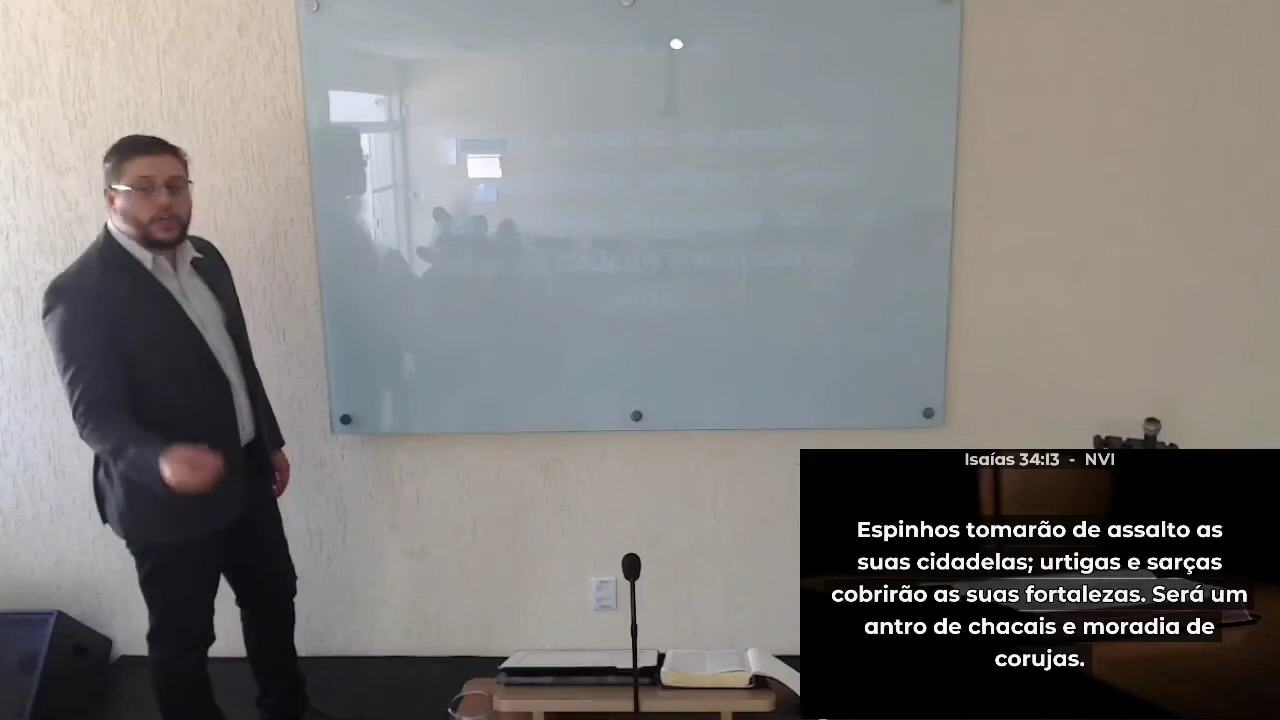 Isaías 34:13 - NVI
Espinhos tomarão de assalto as
suas cidadelas; urtigas e sarças
cobrirão as suas fortalezas. Será um
antro de chacais e moradia de
corujas.